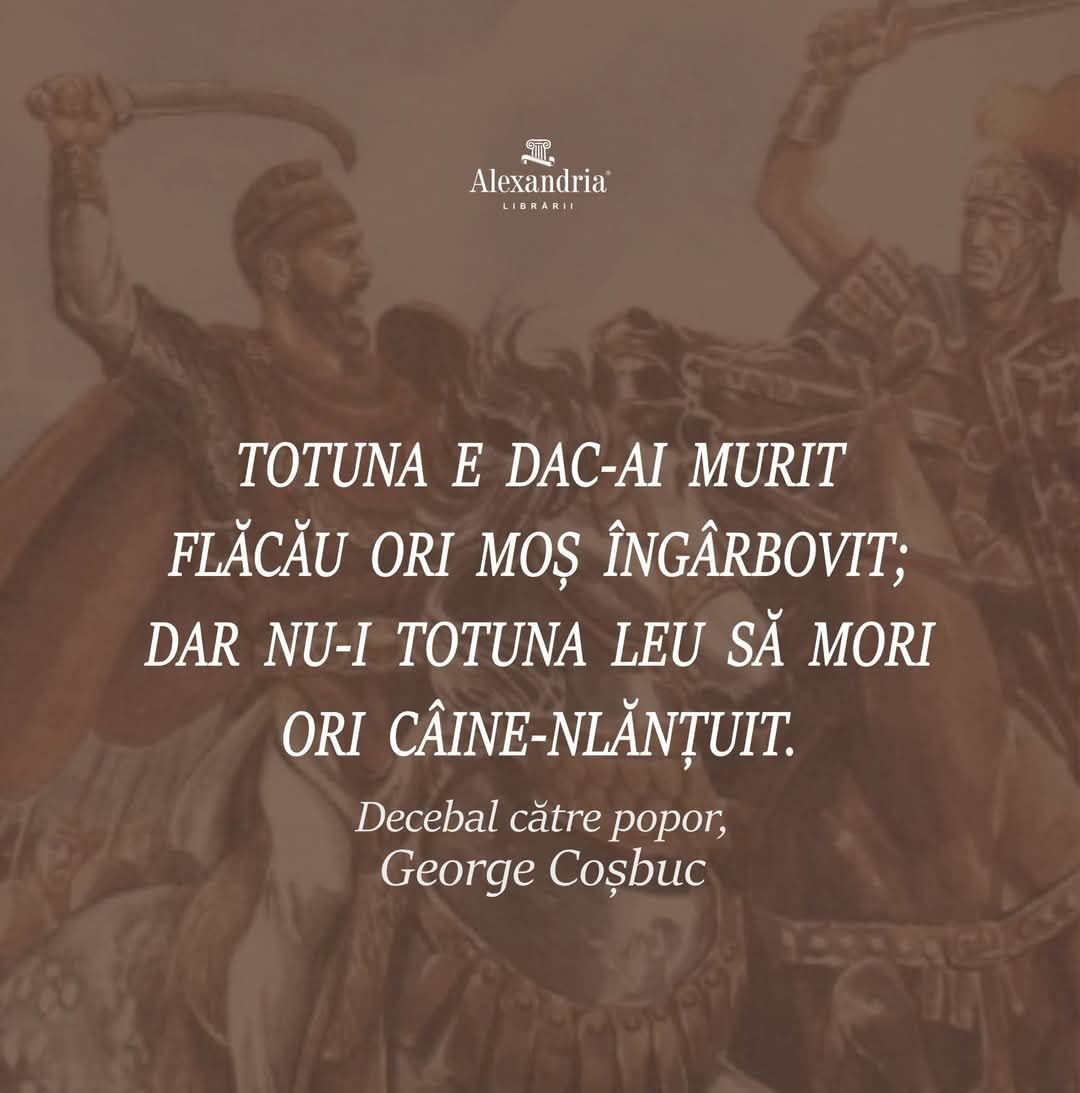 Alexandria®
LIBRĂRII
TOTUNA E DAC-AI MURIT
FLĂCĂU ORI MOȘ ÎNGÂRBOVIT;
DAR NU-I TOTUNA LEU SĂ MORI
ORI CÂINE-NLĂNȚUIT.
Decebal către popor,
George Coșbuc